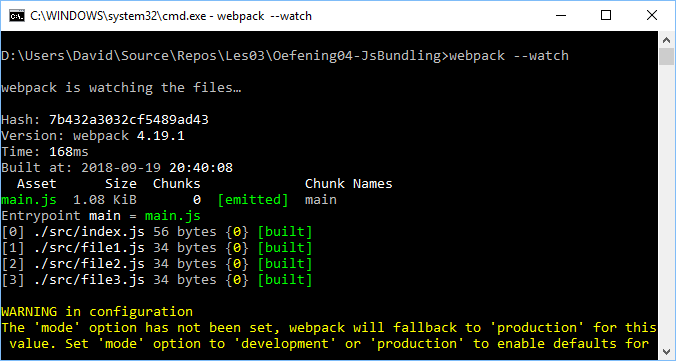 C:\WINDOWS\system32\cmd.exe - webpack --watch
D:\Users\David\Source\Repos\Les03\Oefening04-JsBundling>webpack --watch
webpack is watching the files…
Hash: 7b432a3032cf5489ad43
Version: webpack 4.19.1
Time: 168ms
Built at: 2018-09-19 20:40:08
Asset Size Chunks Chunk Names
main.js 1.08 KiB 0 [emitted] main
Entrypoint main = main.js
[0] ./src/index.js 56 bytes {0} [built]
[1] ./src/file1.js 34 bytes {0} [built]
[2] ./src/file2.js 34 bytes {0} [built]
[3] ./src/file3.js 34 bytes {0} [built]
WARNING in configuration
The 'mode' option has not been set, webpack will fallback to 'production' for this
value. Set 'mode' option to 'development' or 'production' to enable defaults for